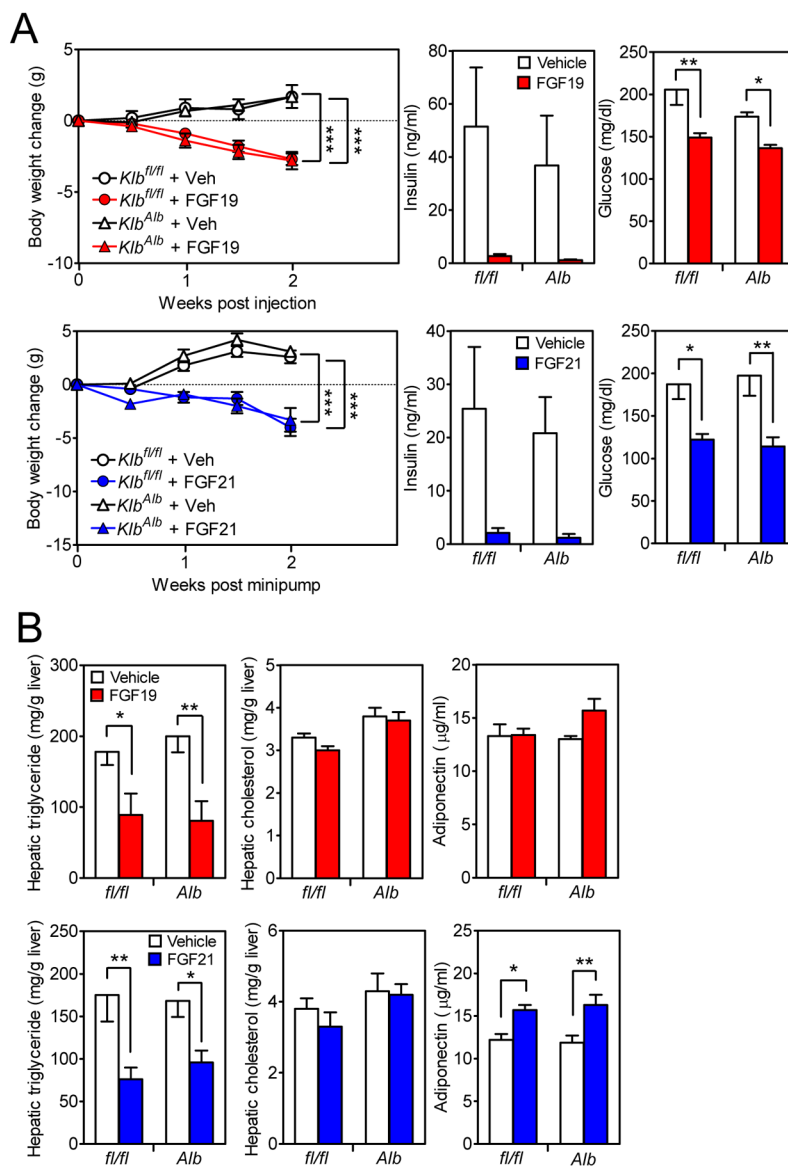 A
Body weight change (g)
5
0
-5
-10
Klbfl/fl + Veh
Klbfl/fl + FGF19
KlbAlb + Veh
KlbAlb + FGF19
***
***
0
1
2
Weeks post injection
Insulin (ng/ml)
80
60
40
20
0
Vehicle
FGF19
fl/fl
Alb
Glucose (mg/dl)
250
200
150
100
50
0
**
*
fl/fl
Alb
Body weight change (g)
5
0
-5
-10
-15
Klbfl/fl + Veh
Klbfl/fl + FGF21
KlbAlb + Veh
KlbAlb + FGF21
***
***
0
1
2
Weeks post minipump
Insulin (ng/ml)
40
30
20
10
0
Vehicle
FGF21
fl/fl
Alb
Glucose (mg/dl)
250
200
150
100
50
0
Vehicle
FGF21
*
**
fl/fl
Alb
B
Hepatic triglyceride (mg/g liver)
300
200
100
0
Vehicle
FGF19
*
**
fl/fl
Alb
Hepatic cholesterol (mg/g liver)
6
4
2
0
fl/fl
Alb
Adiponectin (µg/ml)
20
15
10
5
0
fl/fl
Alb
Hepatic triglyceride (mg/g liver)
250
200
150
100
50
0
Vehicle
FGF21
**
*
fl/fl
Alb
Hepatic cholesterol (mg/g liver)
6
4
2
0
fl/fl
Alb
Adiponectin (µg/ml)
25
20
15
10
5
0
*
**
fl/fl
Alb